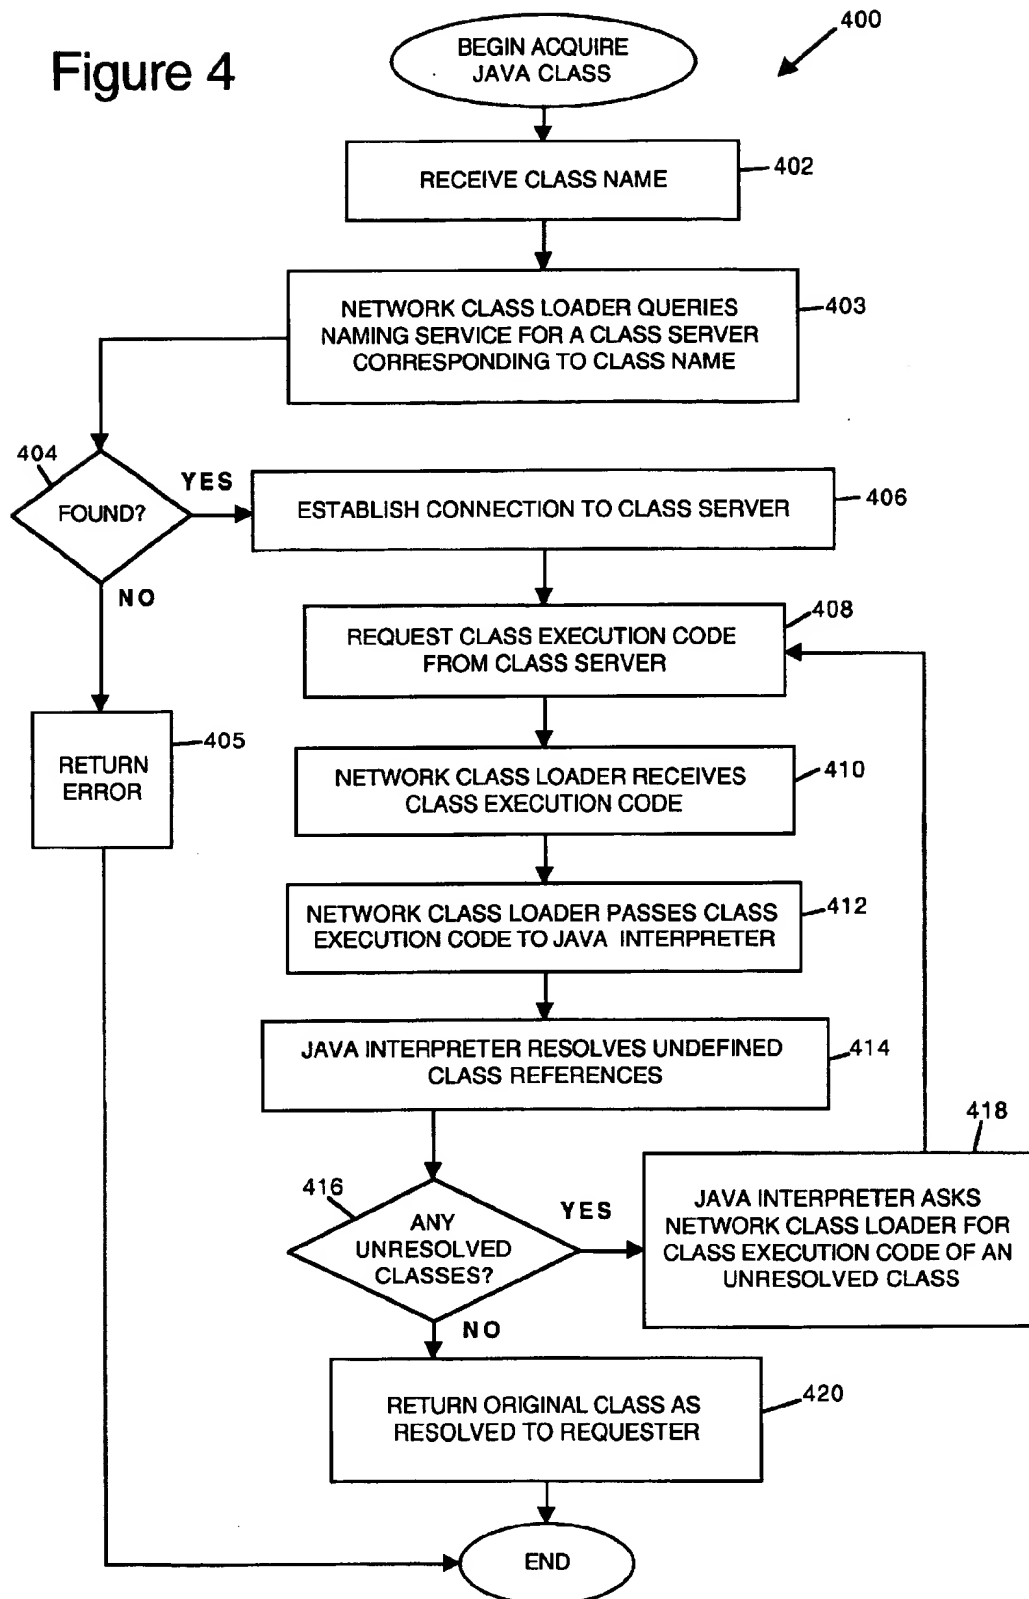 Figure 4
400
BEGIN ACQUIRE
JAVA CLASS
RECEIVE CLASS NAME
402
NETWORK CLASS LOADER QUERIES
NAMING SERVICE FOR A CLASS SERVER
CORRESPONDING TO CLASS NAME
403
404
FOUND?
YES
NO
ESTABLISH CONNECTION TO CLASS SERVER
406
REQUEST CLASS EXECUTION CODE
FROM CLASS SERVER
408
RETURN
ERROR
405
NETWORK CLASS LOADER RECEIVES
CLASS EXECUTION CODE
410
NETWORK CLASS LOADER PASSES CLASS
EXECUTION CODE TO JAVA INTERPRETER
412
JAVA INTERPRETER RESOLVES UNDEFINED
CLASS REFERENCES
414
416
ANY
UNRESOLVED
CLASSES?
YES
NO
418
JAVA INTERPRETER ASKS
NETWORK CLASS LOADER FOR
CLASS EXECUTION CODE OF AN
UNRESOLVED CLASS
RETURN ORIGINAL CLASS AS
RESOLVED TO REQUESTER
420
END